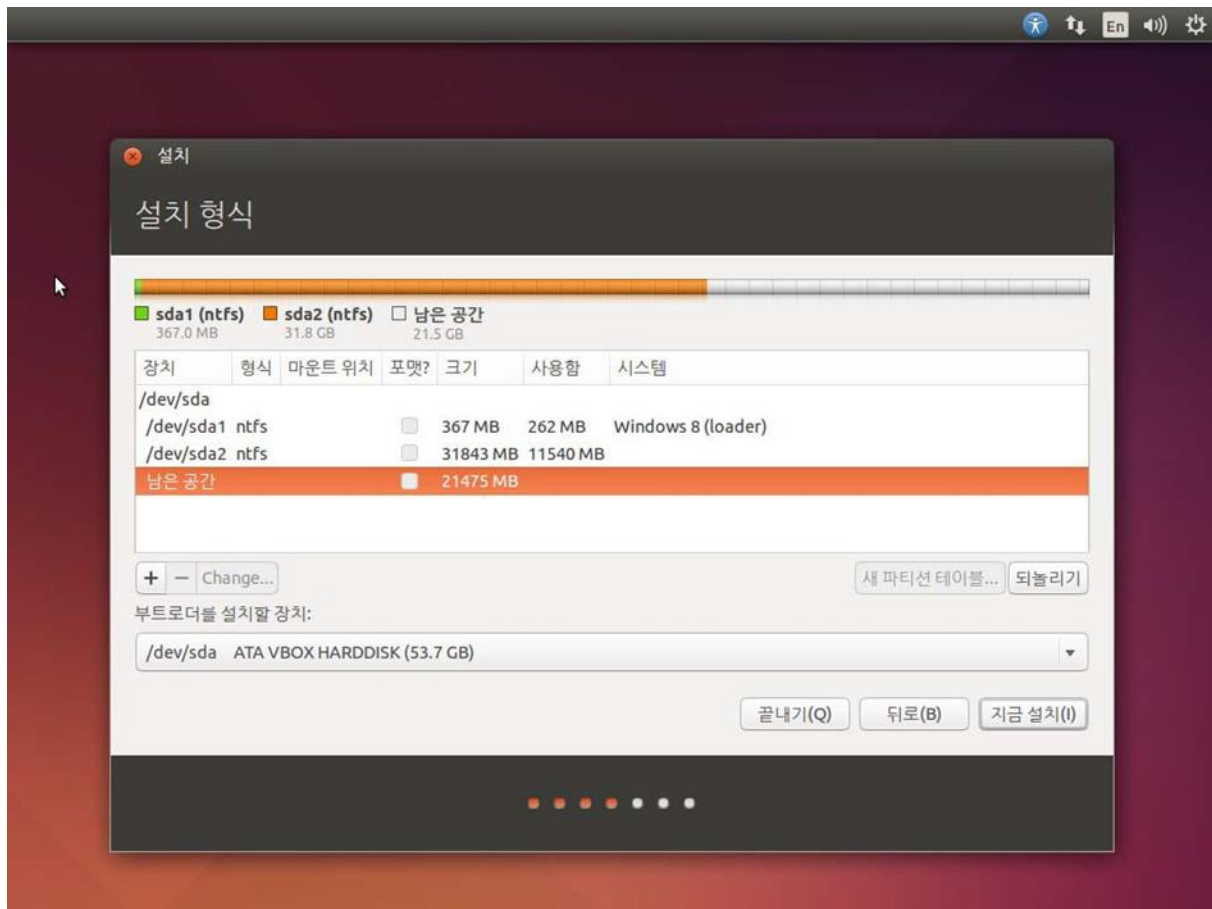 En
설치
설치 형식
sda1 (ntfs) sda2 (ntfs) 남은 공간
367.0 MB 31.8 GB 21.5 GB
장치 형식 마운트 위치 포맷? 크기 사용함 시스템
/dev/sda
/dev/sda1 ntfs 367 MB 262 MB Windows 8 (loader)
/dev/sda2 ntfs 31843 MB 11540 MB
남은 공간 21475 MB
+ − Change... 새 파티션 테이블... 되놀리기
부트로더를 설치할 장치:
/dev/sda ATA VBOX HARDDISK (53.7 GB)
끝내기(Q) 뒤로(B) 지금 설치(I)